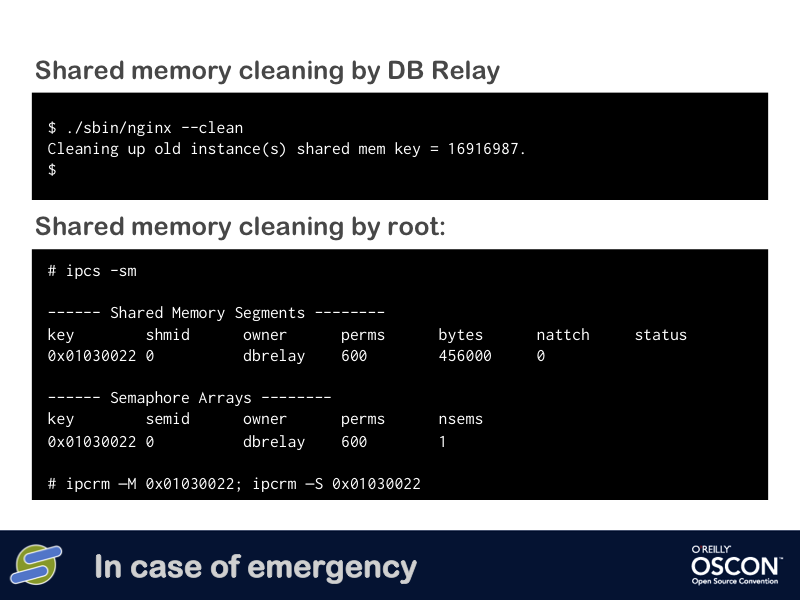 Shared memory cleaning by DB Relay
$ ./sbin/nginx --clean
Cleaning up old instance(s) shared mem key = 16916987.
$
Shared memory cleaning by root:
# ipcs -sm
------ Shared Memory Segments --------
key shmid owner perms bytes nattch status
0x01030022 0 dbrelay 600 456000 0
------ Semaphore Arrays --------
key semid owner perms nsems
0x01030022 0 dbrelay 600 1
# ipcrm –M 0x01030022; ipcrm –S 0x01030022
In case of emergency
O'REILLY®
OSCON™
Open Source Convention